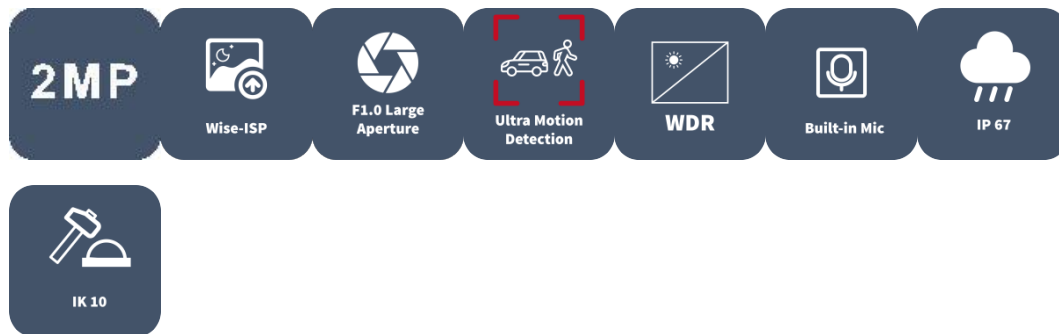 2MP
Wise-ISP
F1.0 Large
Aperture
Ultra Motion
Detection
WDR
Built-in Mic
IP 67
IK 10